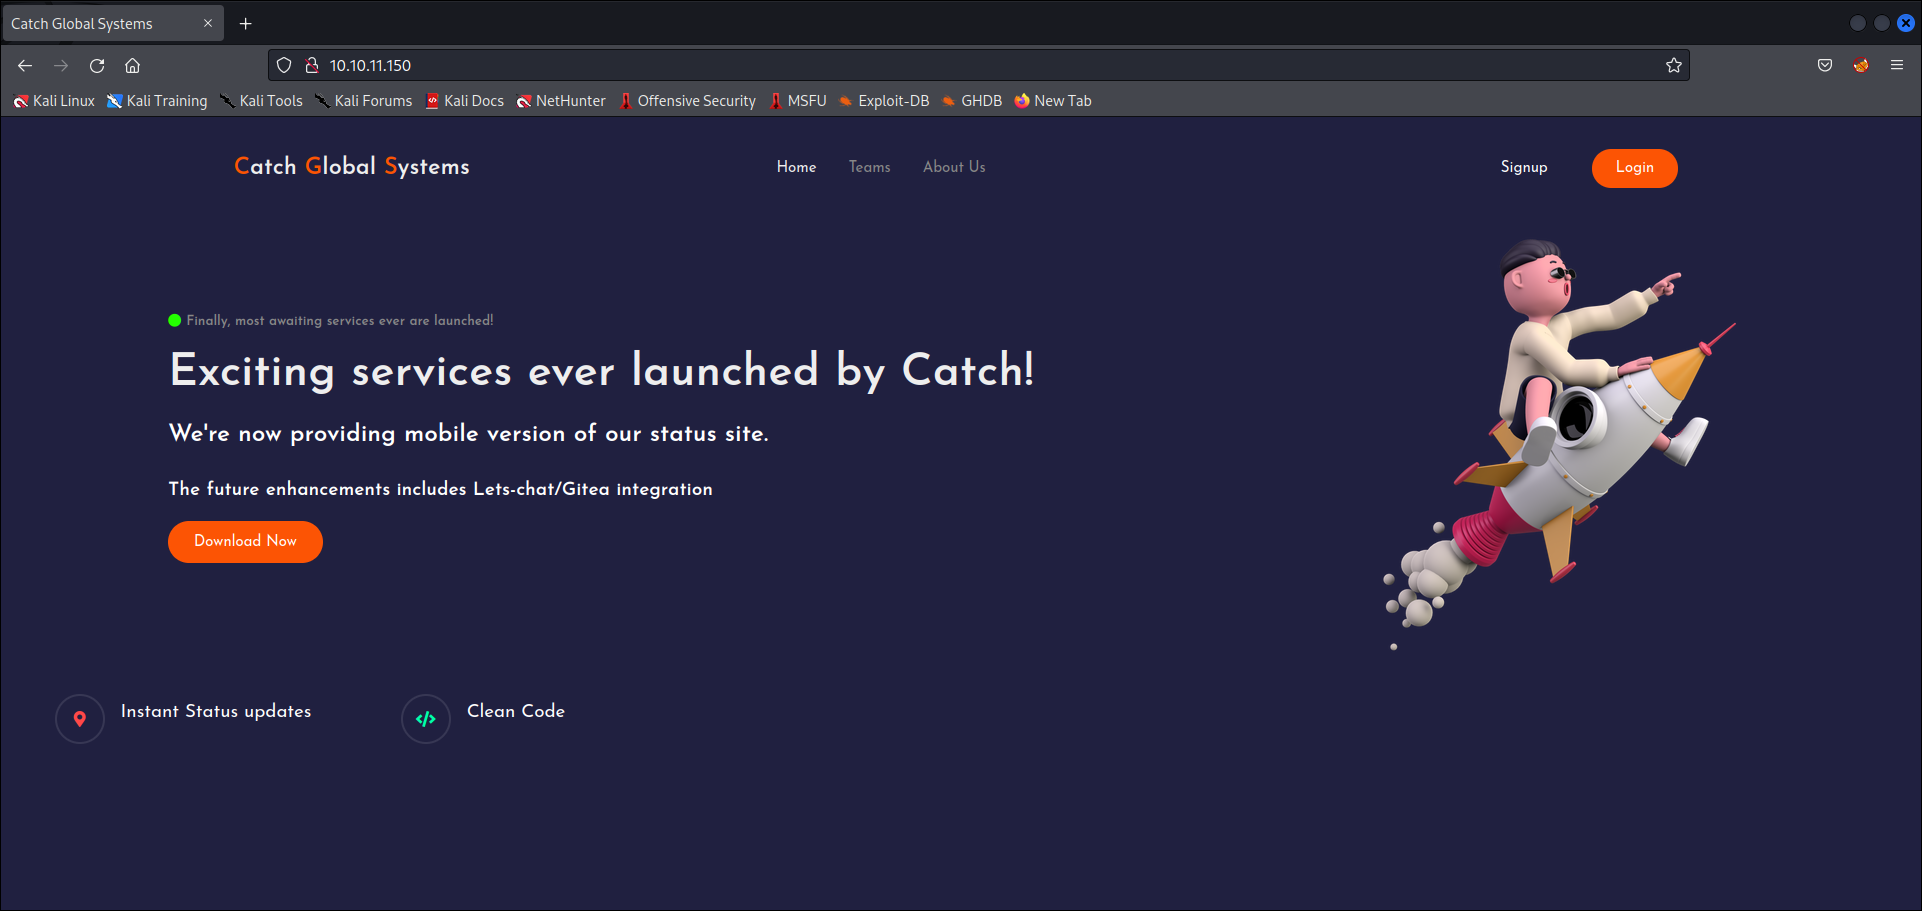 Catch Global Systems
10.10.11.150
Kali Linux Kali Training Kali Tools Kali Forums Kali Docs NetHunter Offensive Security MSFU Exploit-DB GHDB New Tab
Catch Global Systems Home Teams About Us Signup Login
Finally, most awaiting services ever are launched!
Exciting services ever launched by Catch!
We're now providing mobile version of our status site.
The future enhancements includes Lets-chat/Gitea integration
Download Now
Instant Status updates Clean Code